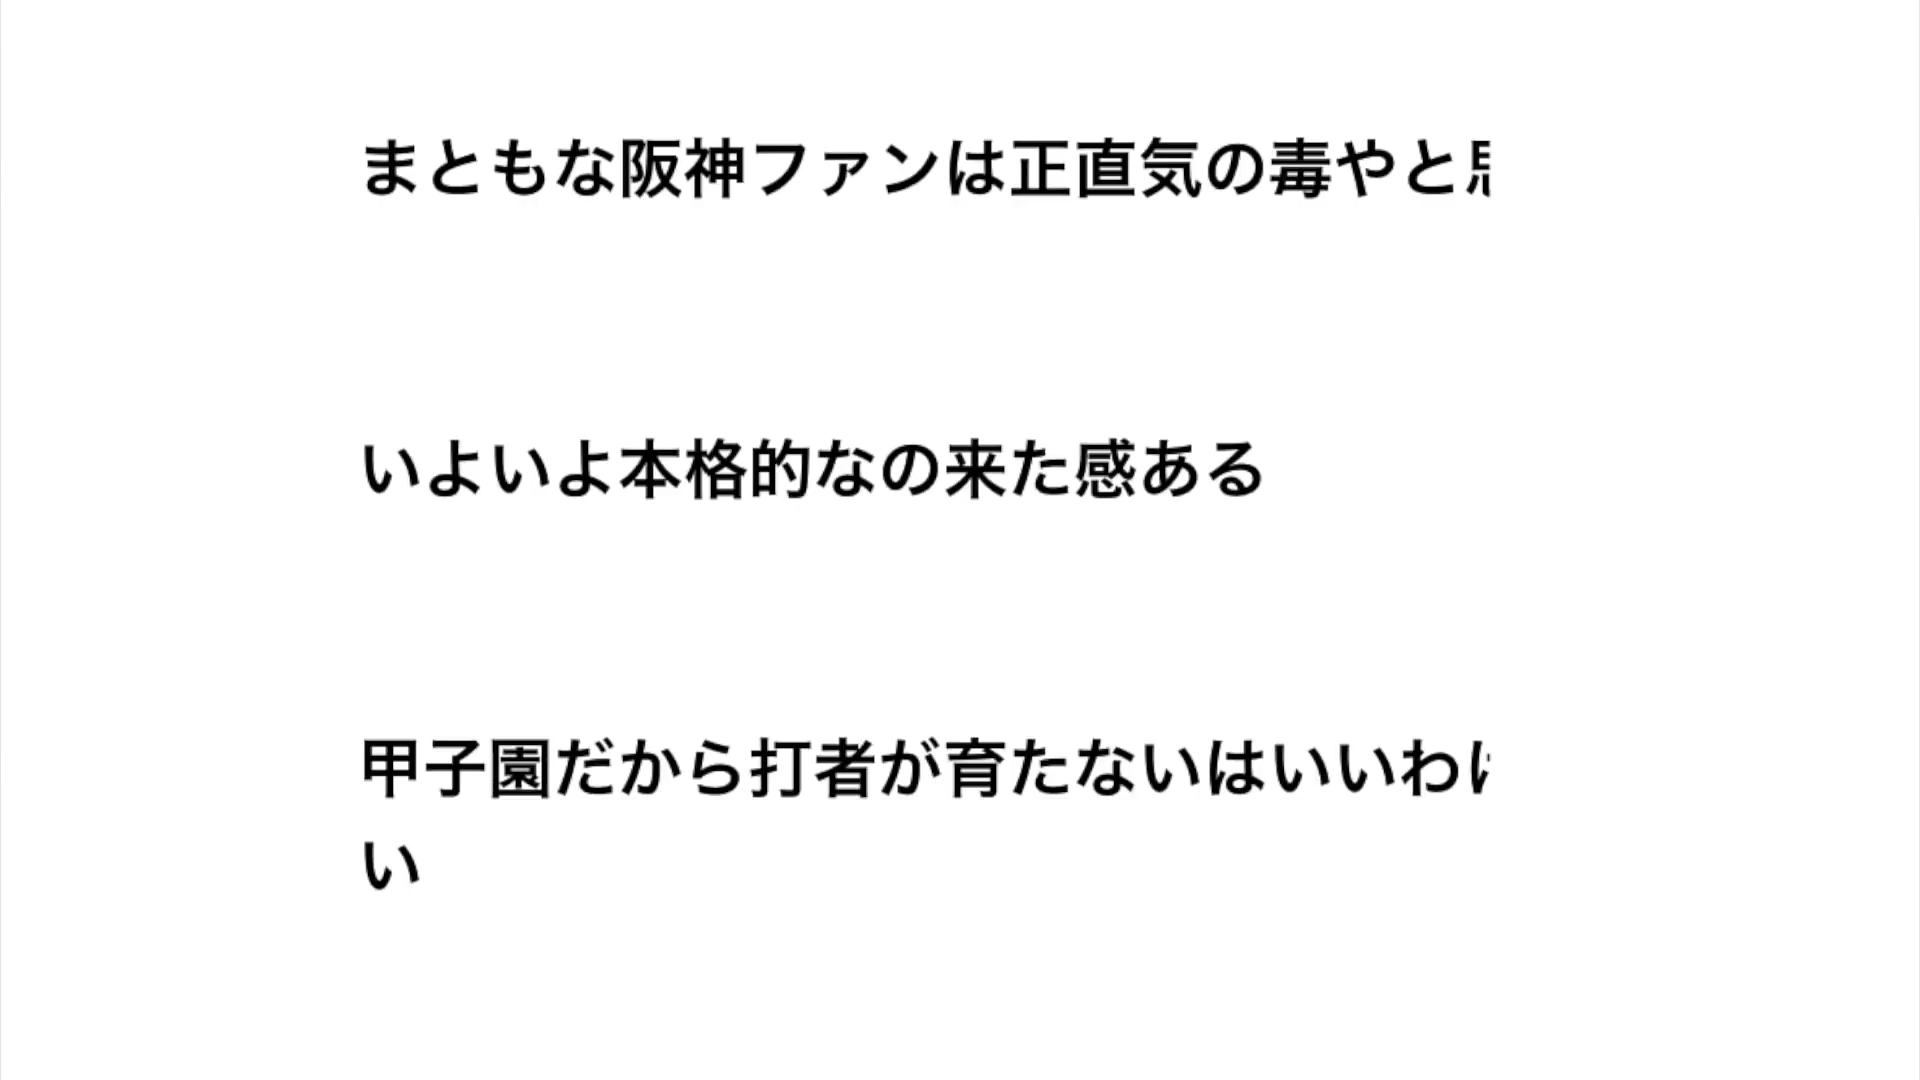 まともな阪神ファンは正直気の毒やと
いよいよ本格的なの来た感ある
甲子園だから打者が育たないはいいわ
い